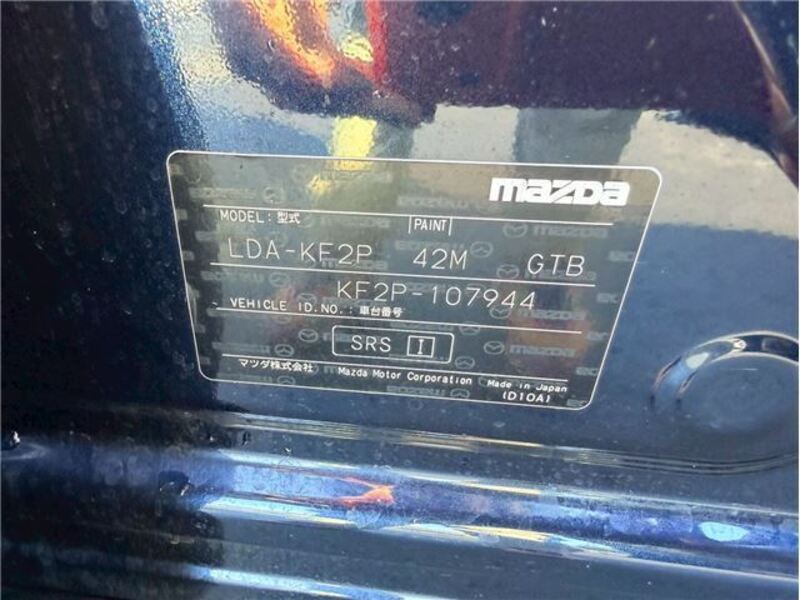 mazda
MODEL: 型式 PAINT
LDA-KF2P 42M GTB
KF2P-107944
VEHICLE ID.NO.: 車台番号
SRS I
マツダ株式会社 Mazda Motor Corporation Made in Japan
(D10A)